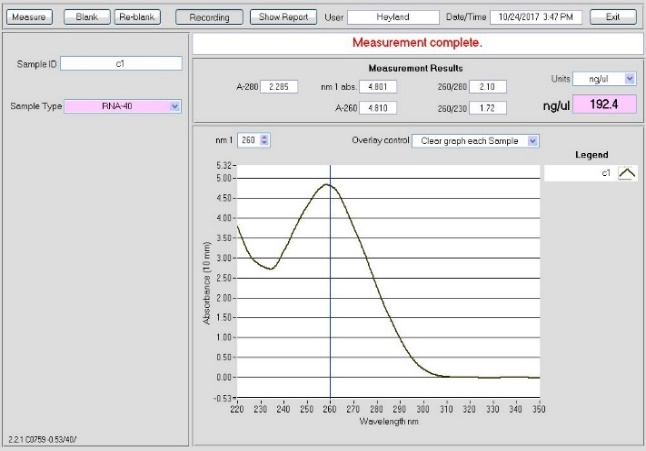 Measure Blank Re-blank Recording Show Report User Heyland Date/Time 10/24/2017 3:47 PM Exit
Measurement complete.
Sample ID c1
Sample Type RNA-40
Measurement Results
A-280 2.285 nm 1 abs. 4.801 260/280 2.10 Units ng/ul
A-260 4.810 260/230 1.72 ng/ul 192.4
nm 1 260 Overlay control Clear graph each Sample
Legend
c1
5.32
5.00
4.50
4.00
3.50
3.00
2.50
2.00
1.50
1.00
0.50
0.00
-0.53
Absorbance (10 mm)
220 230 240 250 260 270 280 290 300 310 320 330 340 350
Wavelength nm
2.2.1 C0759 -0.53/40/